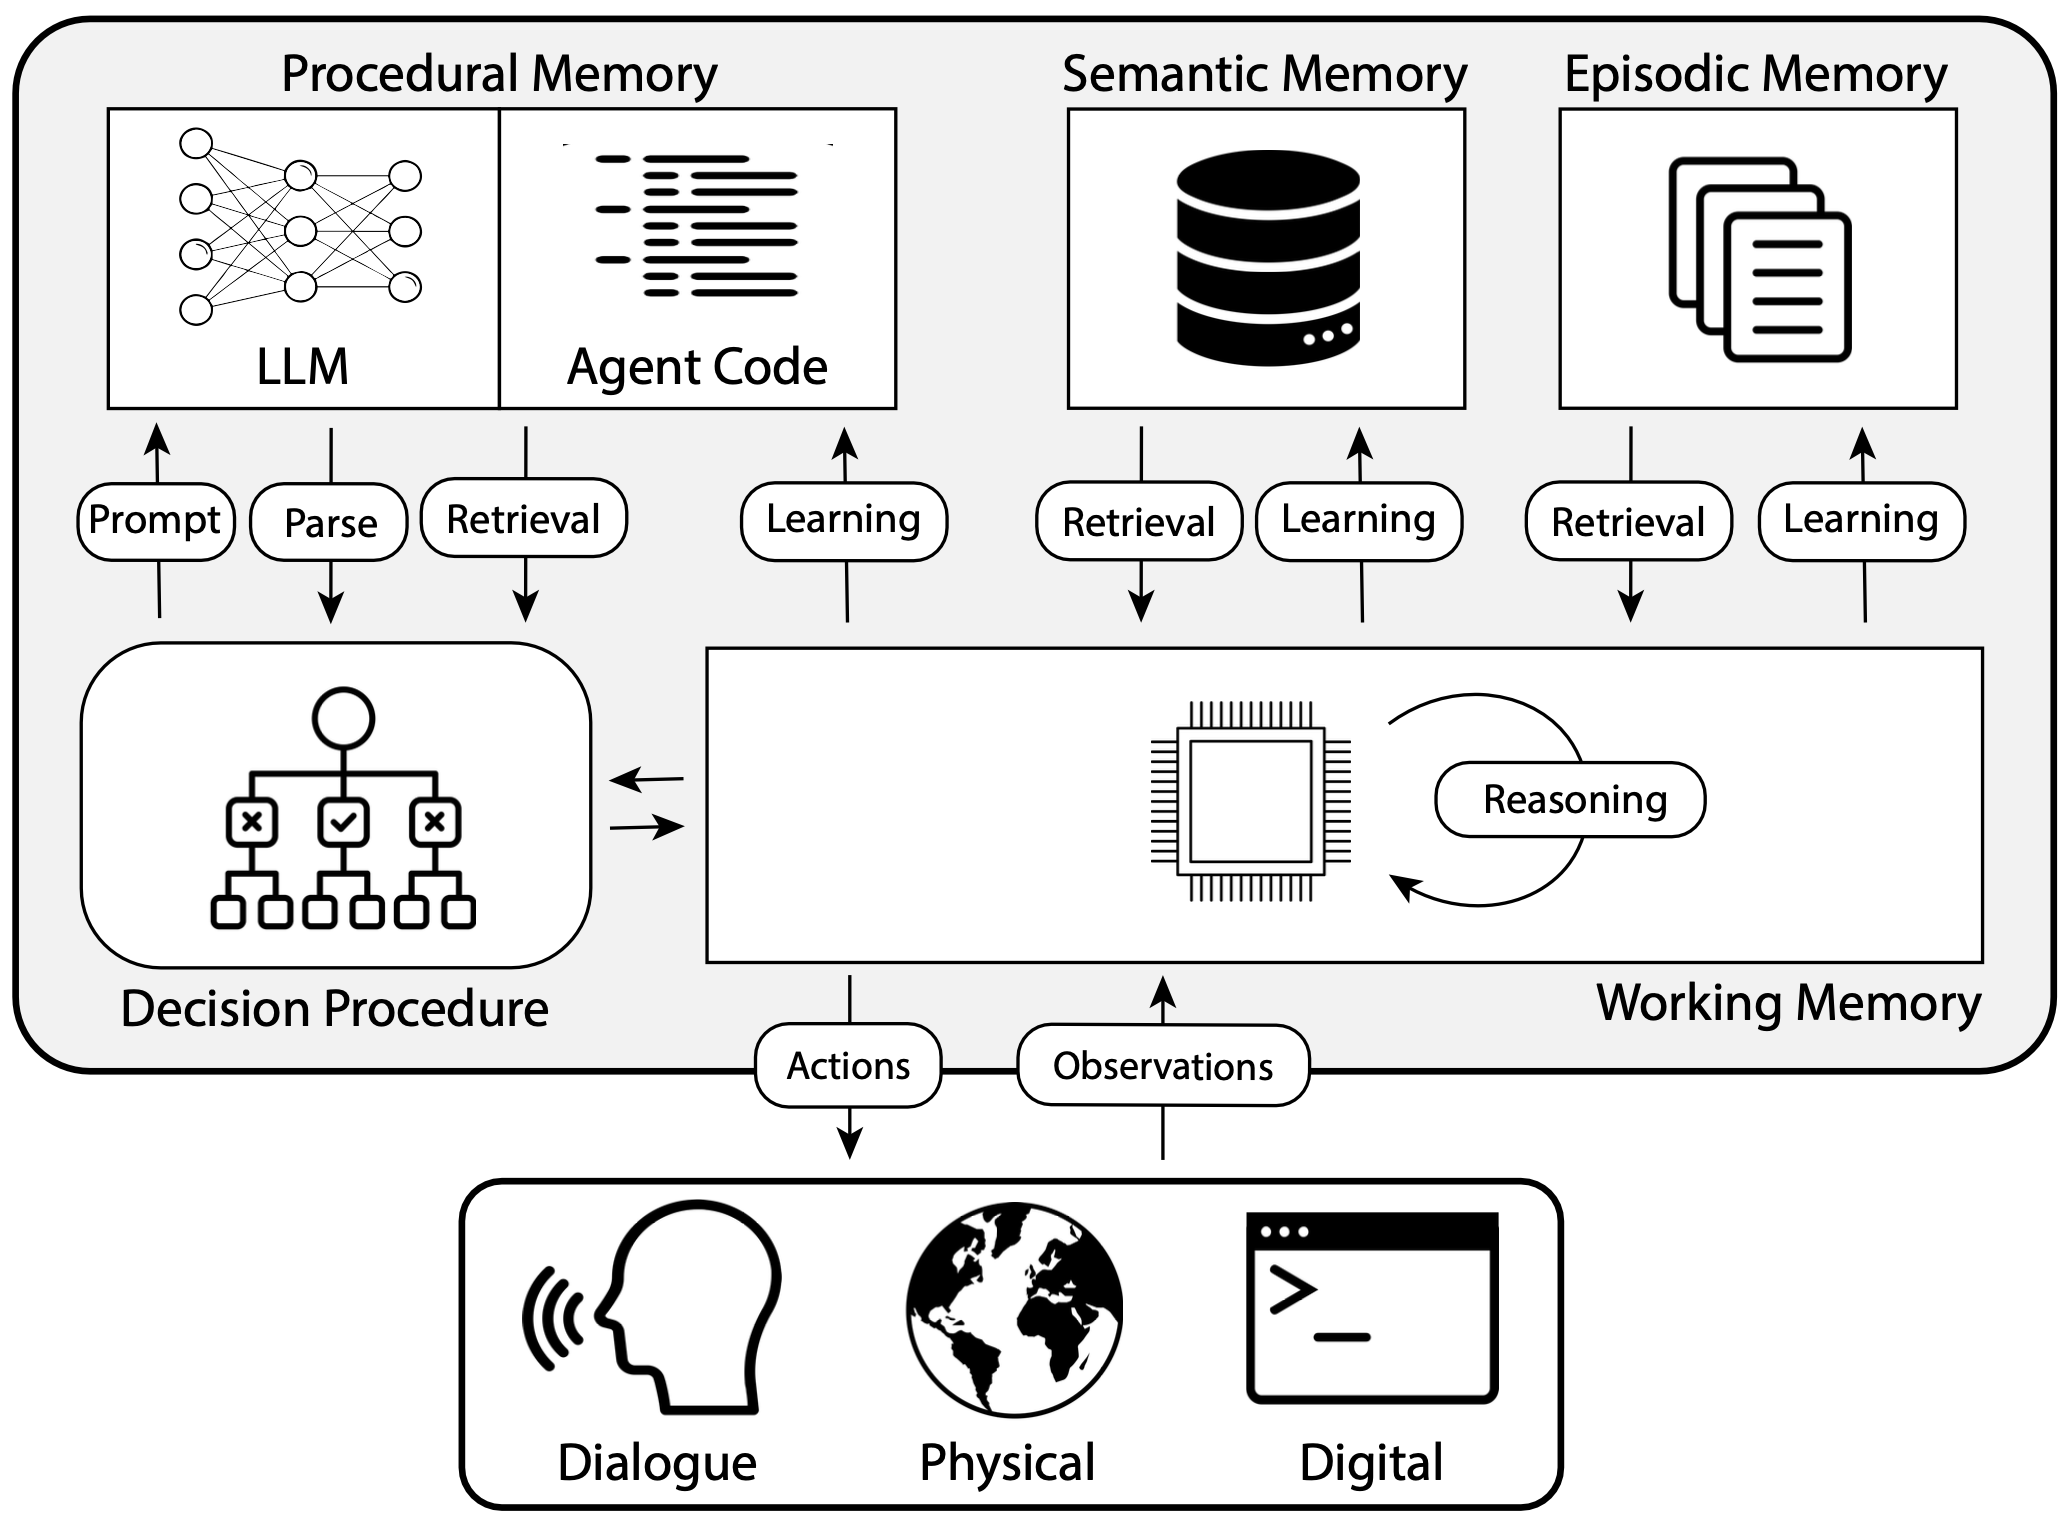 Procedural Memory
Semantic Memory
Episodic Memory
LLM
Agent Code
Prompt
Parse
Retrieval
Learning
Retrieval
Learning
Retrieval
Learning
Reasoning
Decision Procedure
Working Memory
Actions
Observations
Dialogue
Physical
Digital